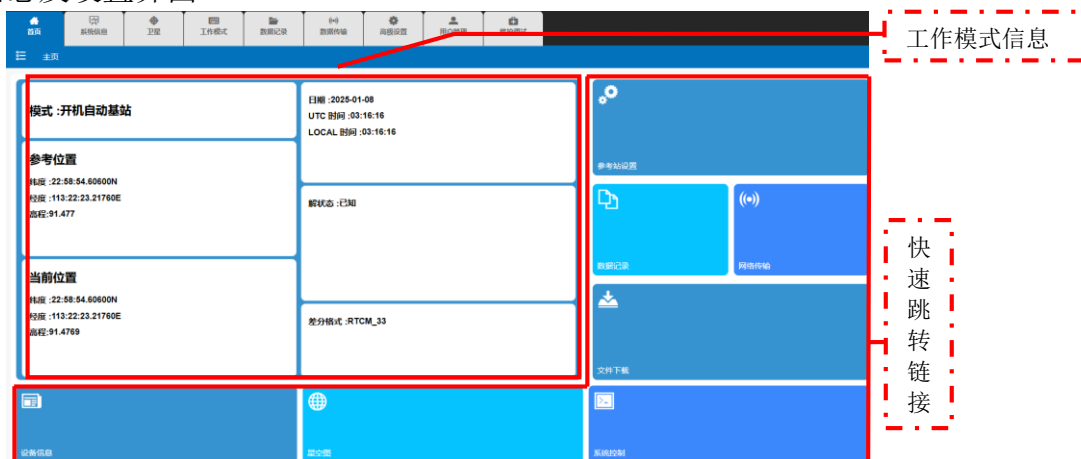 首页 系统信息 卫星 工作模式 数据记录 数据传输 高级设置 用户管理
主页
工作模式信息
模式 :开机自动基站
参考位置
纬度 :22:58:54.60600N
经度 :113:22:23.21760E
高程:91.477
当前位置
纬度 :22:58:54.60600N
经度 :113:22:23.21760E
高程:91.4769
日期 :2025-01-08
UTC 时间 :03:16:16
LOCAL 时间 :03:16:16
解状态 :已知
差分格式 :RTCM_33
参考站设置
数据记录
网络传输
文件下载
设备信息
星空图
系统控制
快
速
跳
转
链
接